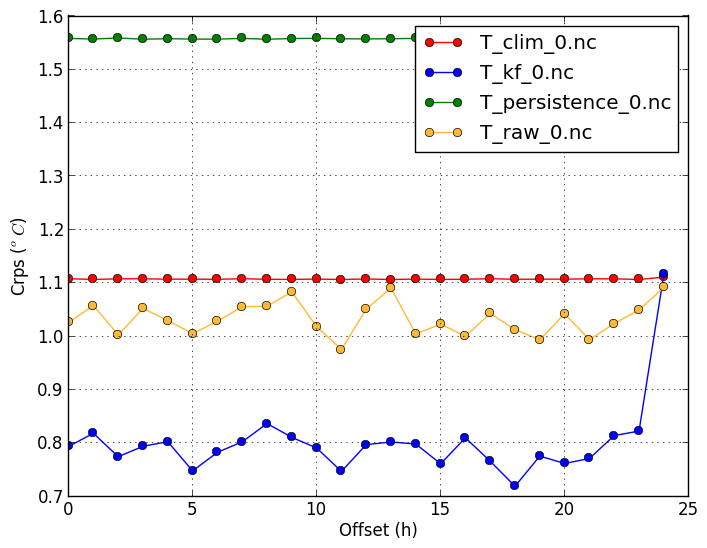 1.6
1.5
1.4
1.3
1.2
1.1
1.0
0.9
0.8
0.7
Crps (° C)
T_clim_0.nc
T_kf_0.nc
T_persistence_0.nc
T_raw_0.nc
0 5 10 15 20 25
Offset (h)